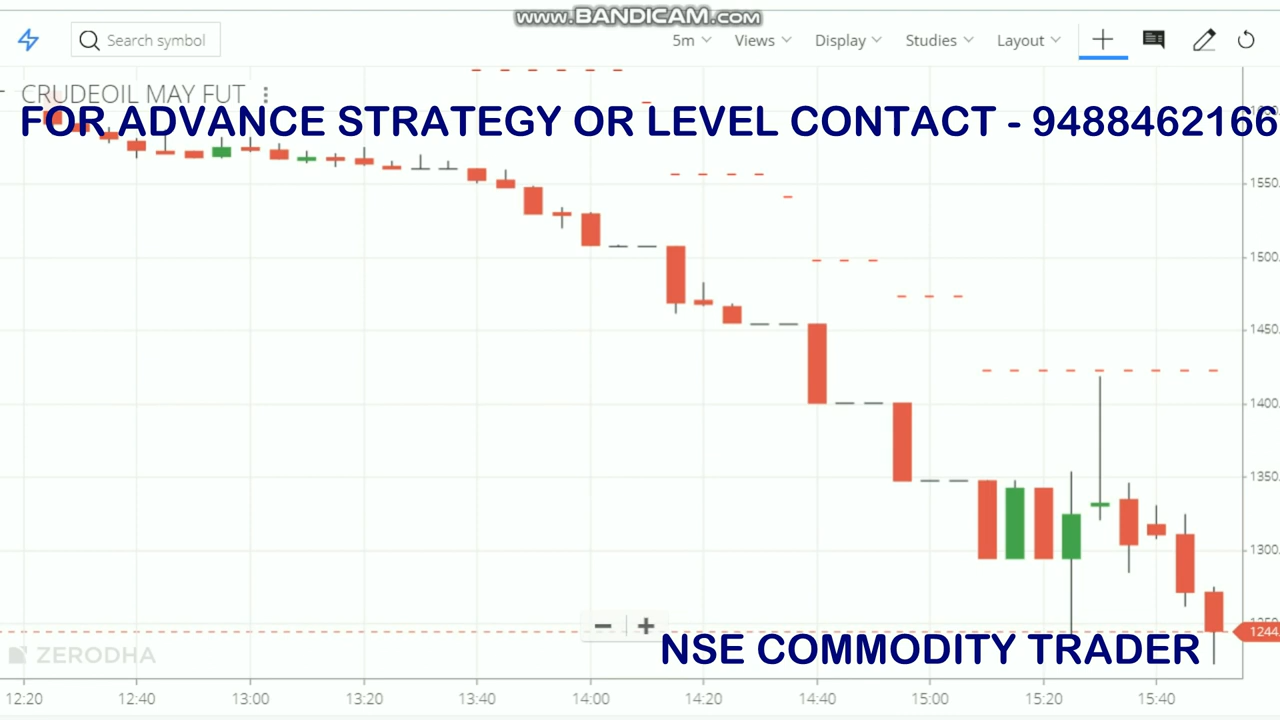 www.BANDICAM.com
Search symbol
5m Views Display Studies Layout
CRUDEOIL MAY FUT
FOR ADVANCE STRATEGY OR LEVEL CONTACT - 9488462166
1550.
1500.
1450.
1400.
1350.
1300.
1244.
NSE COMMODITY TRADER
ZERODHA
12:20 12:40 13:00 13:20 13:40 14:00 14:20 14:40 15:00 15:20 15:40